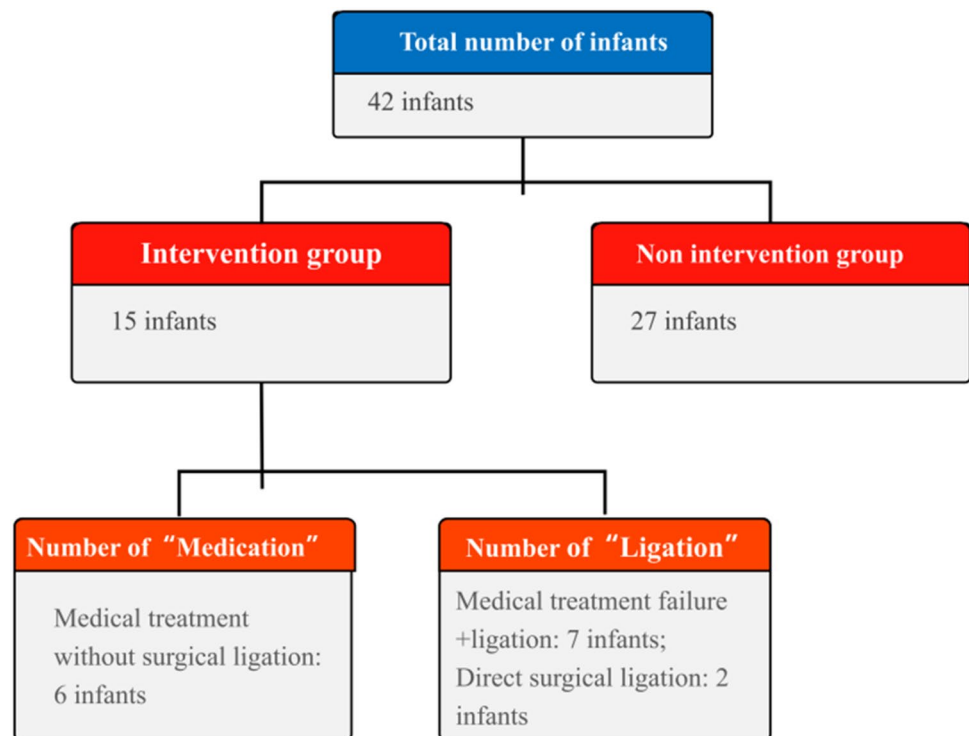 Total number of infants
42 infants
Intervention group
15 infants
Non intervention group
27 infants
Number of “Medication”
Medical treatment
without surgical ligation:
6 infants
Number of “Ligation”
Medical treatment failure
+ligation: 7 infants;
Direct surgical ligation: 2
infants